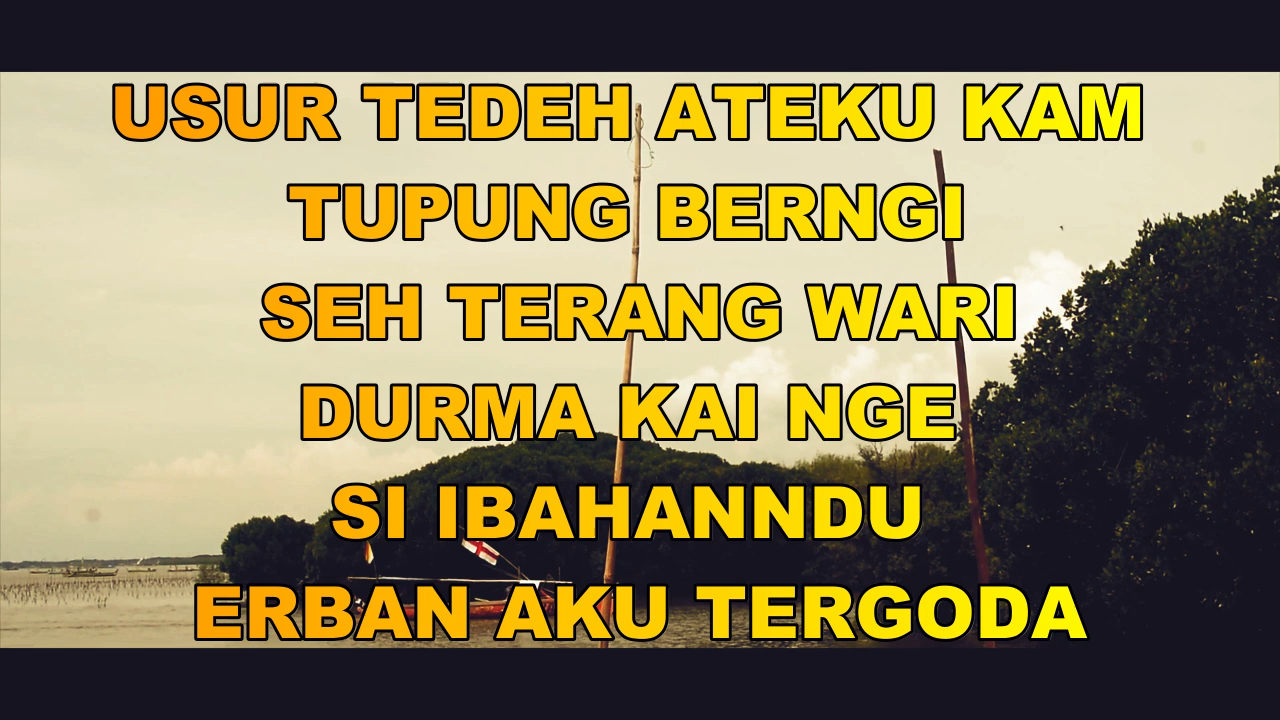 USUR TEDEH ATEKU KAM
TUPUNG BERNGI
SEH TERANG WARI
DURMA KAI NGE
SI IBAHANNDU
ERBAN AKU TERGODA